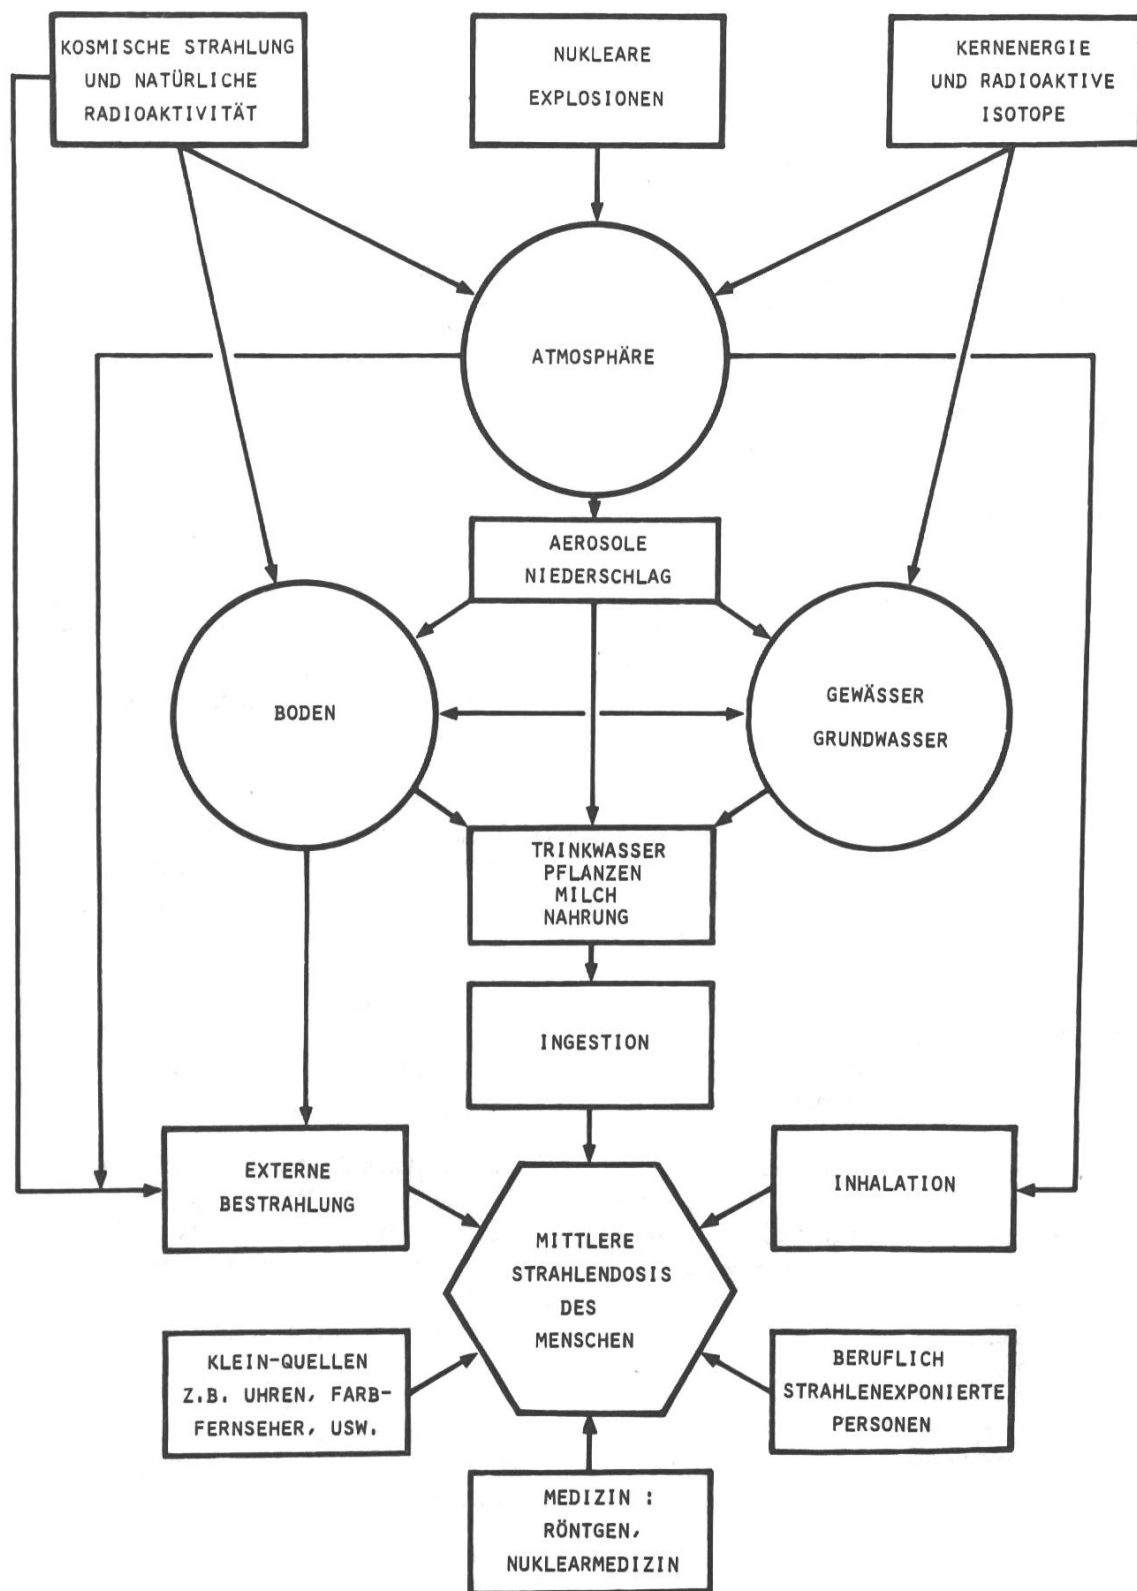 KOSMISCHE STRAHLUNG
UND NATÜRLICHE
RADIOAKTIVITÄT
NUKLEARE
EXPLOSIONEN
KERNENERGIE
UND RADIOAKTIVE
ISOTOPE
ATMOSPHÄRE
AEROSOLE
NIEDERSCHLAG
BODEN
GEWÄSSER
GRUNDWASSER
TRINKWASSER
PFLANZEN
MILCH
NAHRUNG
INGESTION
EXTERNE
BESTRAHLUNG
INHALATION
MITTLERE
STRAHLENDOSIS
DES
MENSCHEN
KLEIN-QUELLEN
Z.B. UHREN, FARB-
FERNSEHER, USW.
BERUFLICH
STRAHLENEXPONIERTE
PERSONEN
MEDIZIN :
RÖNTGEN,
NUKLEARMEDIZIN